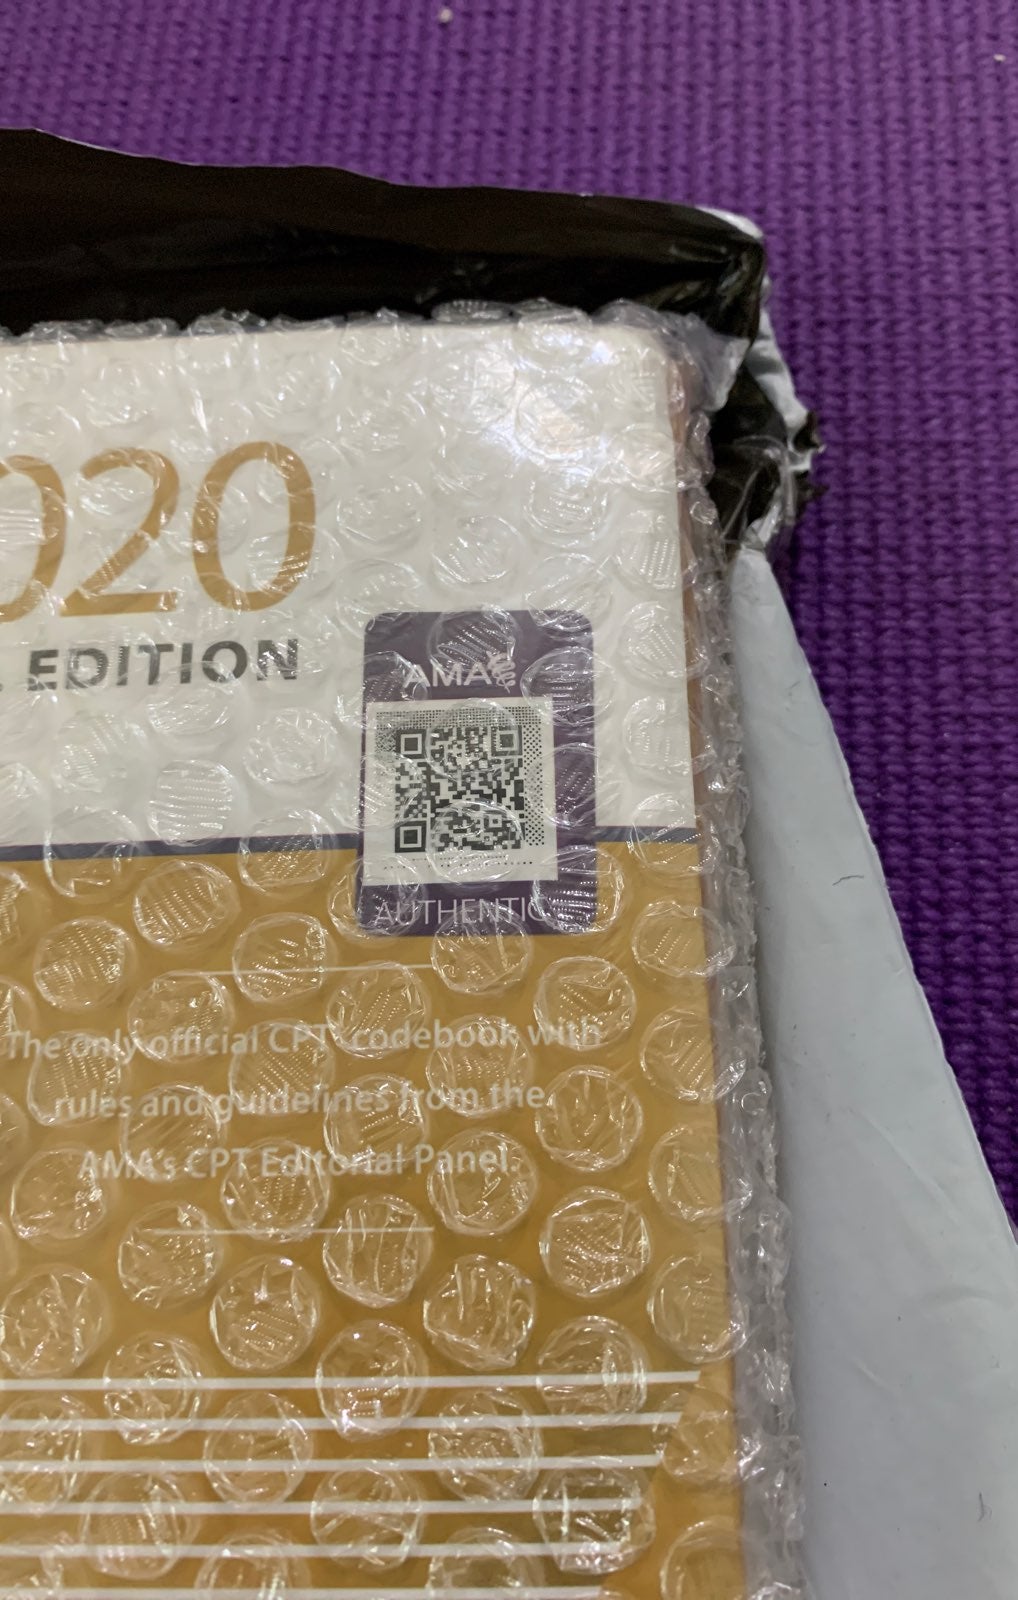 020
EDITION
AMA
AUTHENTIC
The only official CPT® codebook with
rules and guidelines from the
AMA's CPT Editorial Panel.